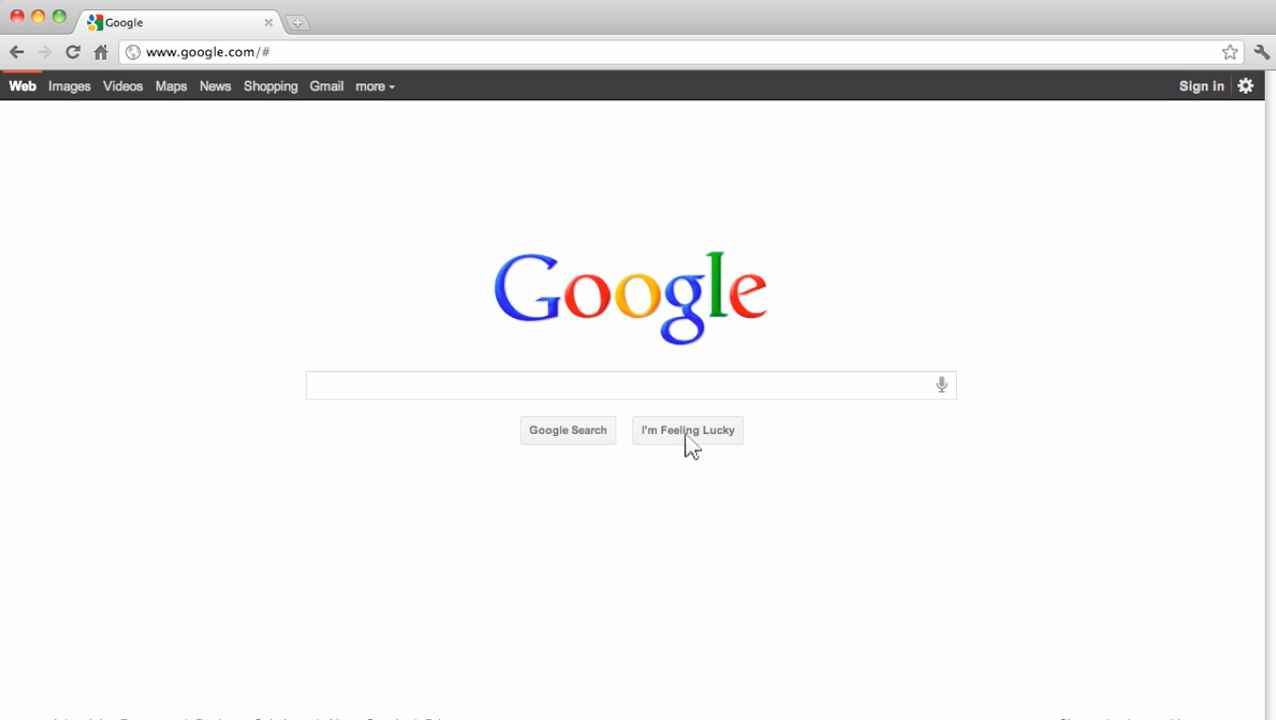 Google
www.google.com/#
Web Images Videos Maps News Shopping Gmail more Sign in
Google
Google Search I'm Feeling Lucky